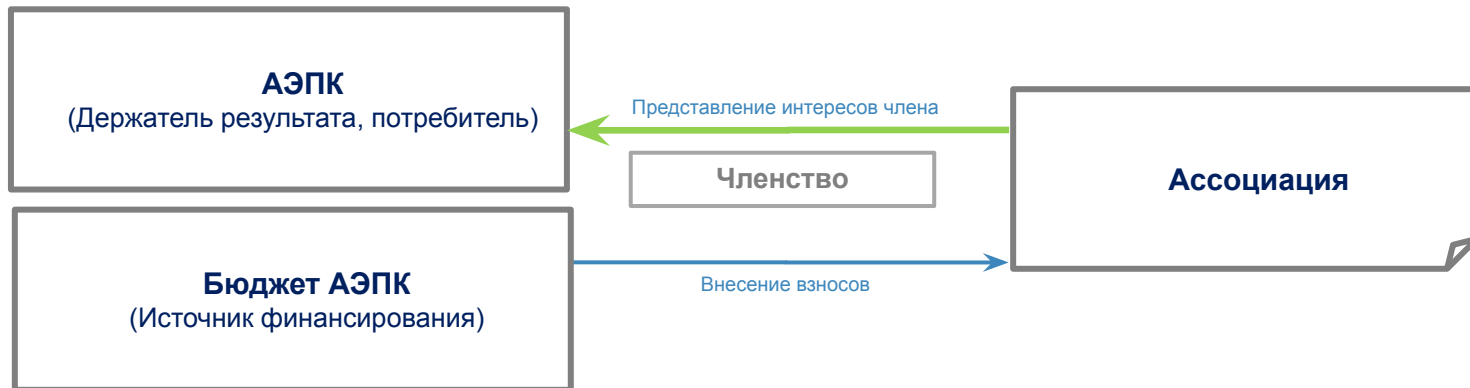 АЭПК
(Держатель результата, потребитель)
Представление интересов члена
Членство
Ассоциация
Бюджет АЭПК
(Источник финансирования)
Внесение взносов